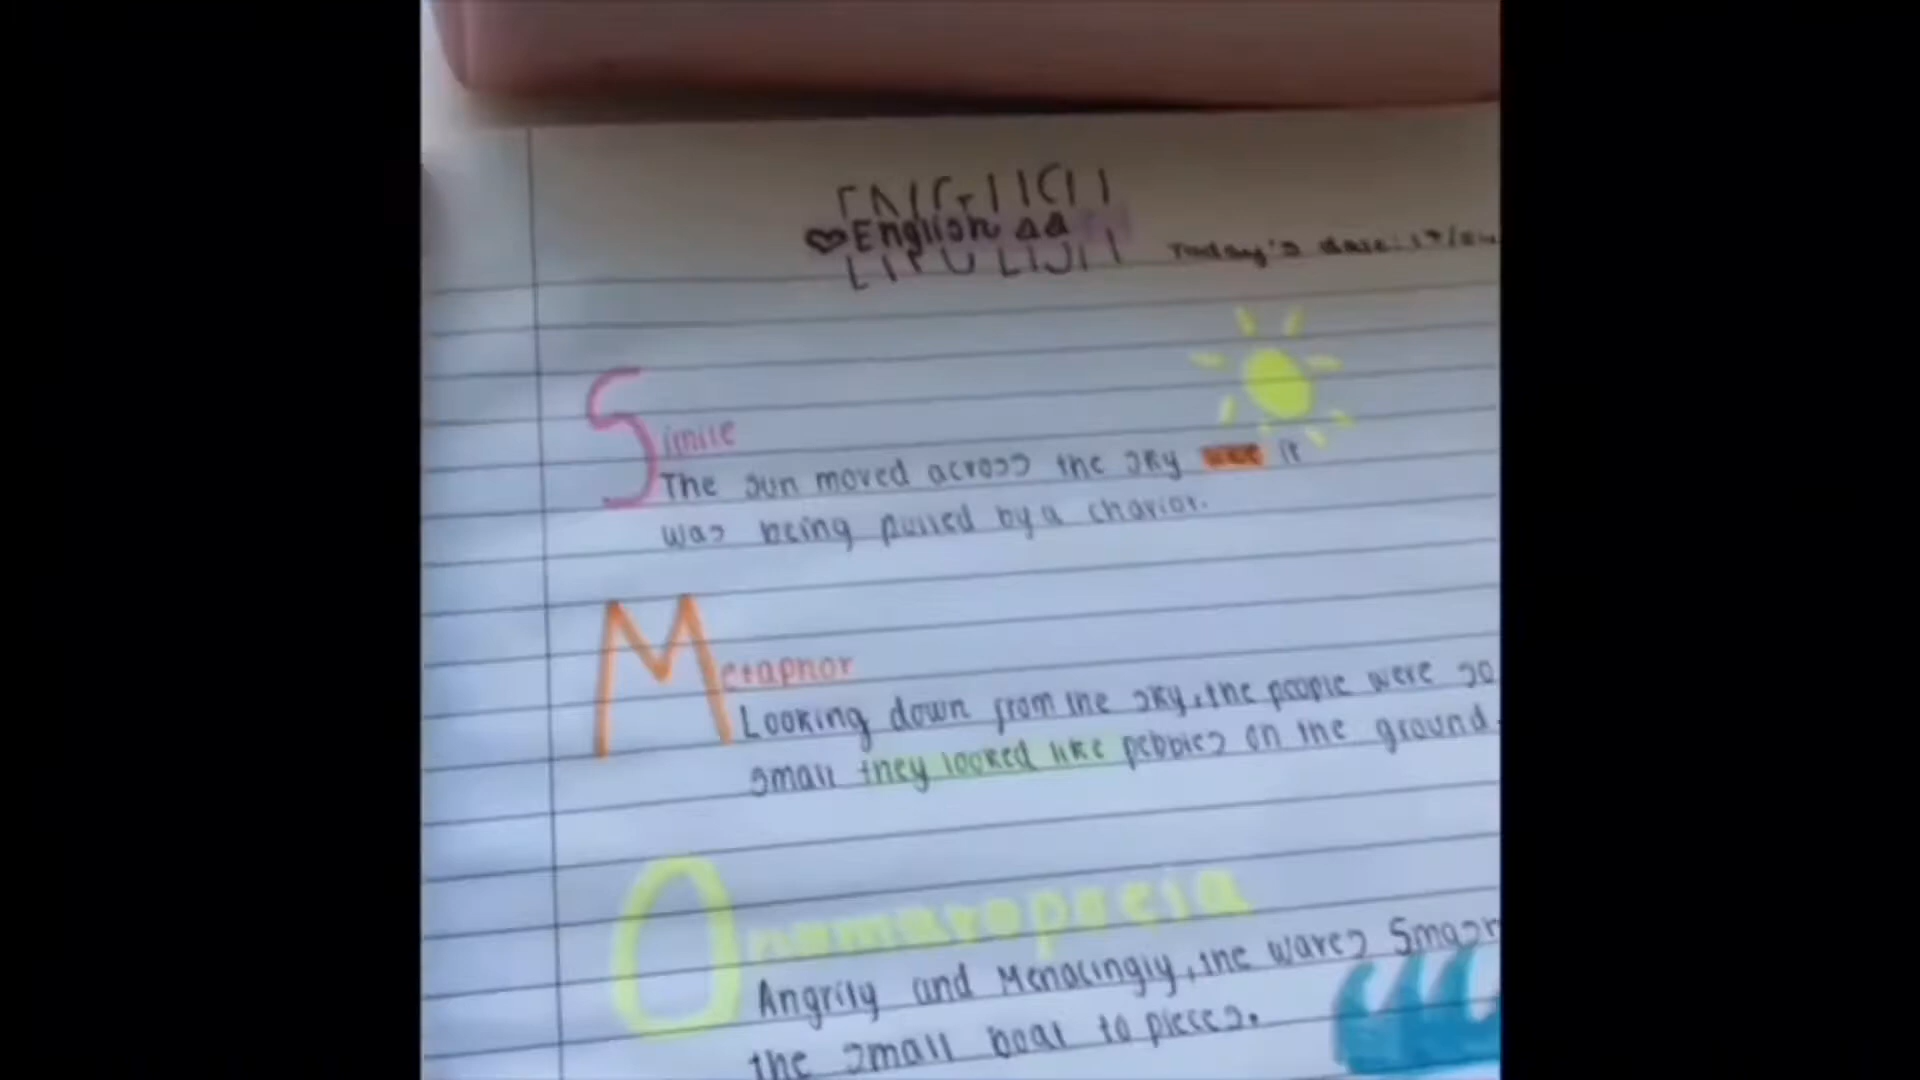 English
Today's date: 17/
Simile
The sun moved across the sky like it
was being pulled by a chariot.
Metaphor
Looking down from the sky, the people were so
small they looked like pebbles on the ground.
Onomatopoeia
Angrily and Menacingly, the waves Smash
the small boat to pieces.